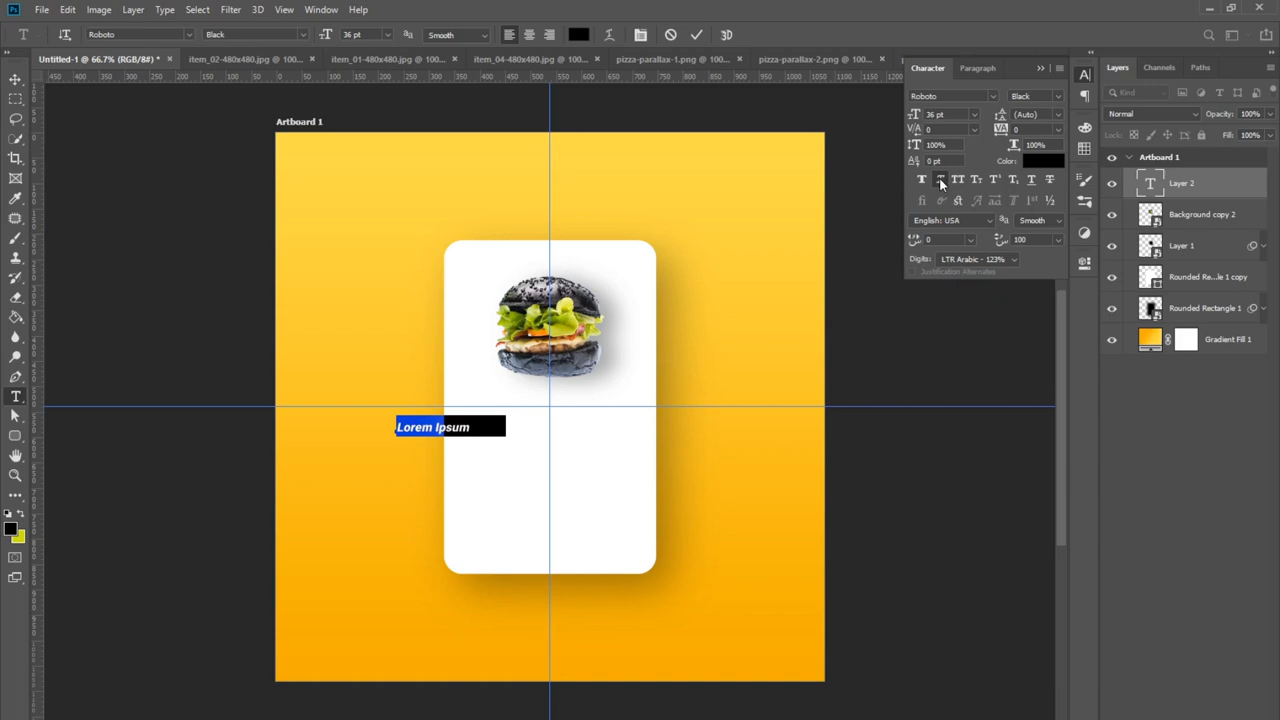 Ps File Edit Image Layer Type Select Filter 3D View Window Help
Roboto Black 36 pt Smooth 3D
Untitled-1 @ 66.7% (RGB/8#) * item_02-480x480.jpg @ 100... item_01-480x480.jpg @ 100... item_04-480x480.jpg @ 100... pizza-parallax-1.png @ 100... pizza-parallax-2.png @ 100...
Artboard 1
Lorem Ipsum
Character Paragraph
Roboto Black
36 pt (Auto)
0 0
100% 100%
0 pt Color:
English: USA Smooth
0 100
Digits: LTR Arabic - 123%
Justification Alternates
Layers Channels Paths
Kind
Normal Opacity: 100%
Lock: Fill: 100%
Artboard 1
Layer 2
Background copy 2
Layer 1
Rounded Re...le 1 copy
Rounded Rectangle 1
Gradient Fill 1